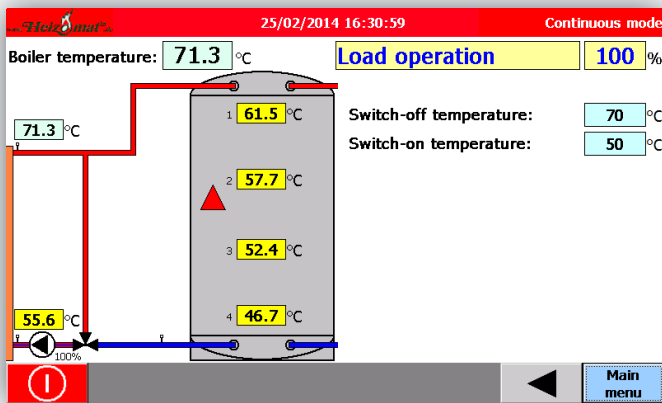 Heizomat
25/02/2014 16:30:59
Continuous mode
Boiler temperature: 71.3 °C
Load operation 100 %
71.3 °C
1 61.5 °C
Switch-off temperature: 70 °C
Switch-on temperature: 50 °C
2 57.7 °C
3 52.4 °C
55.6 °C
4 46.7 °C
100%
Main
menu